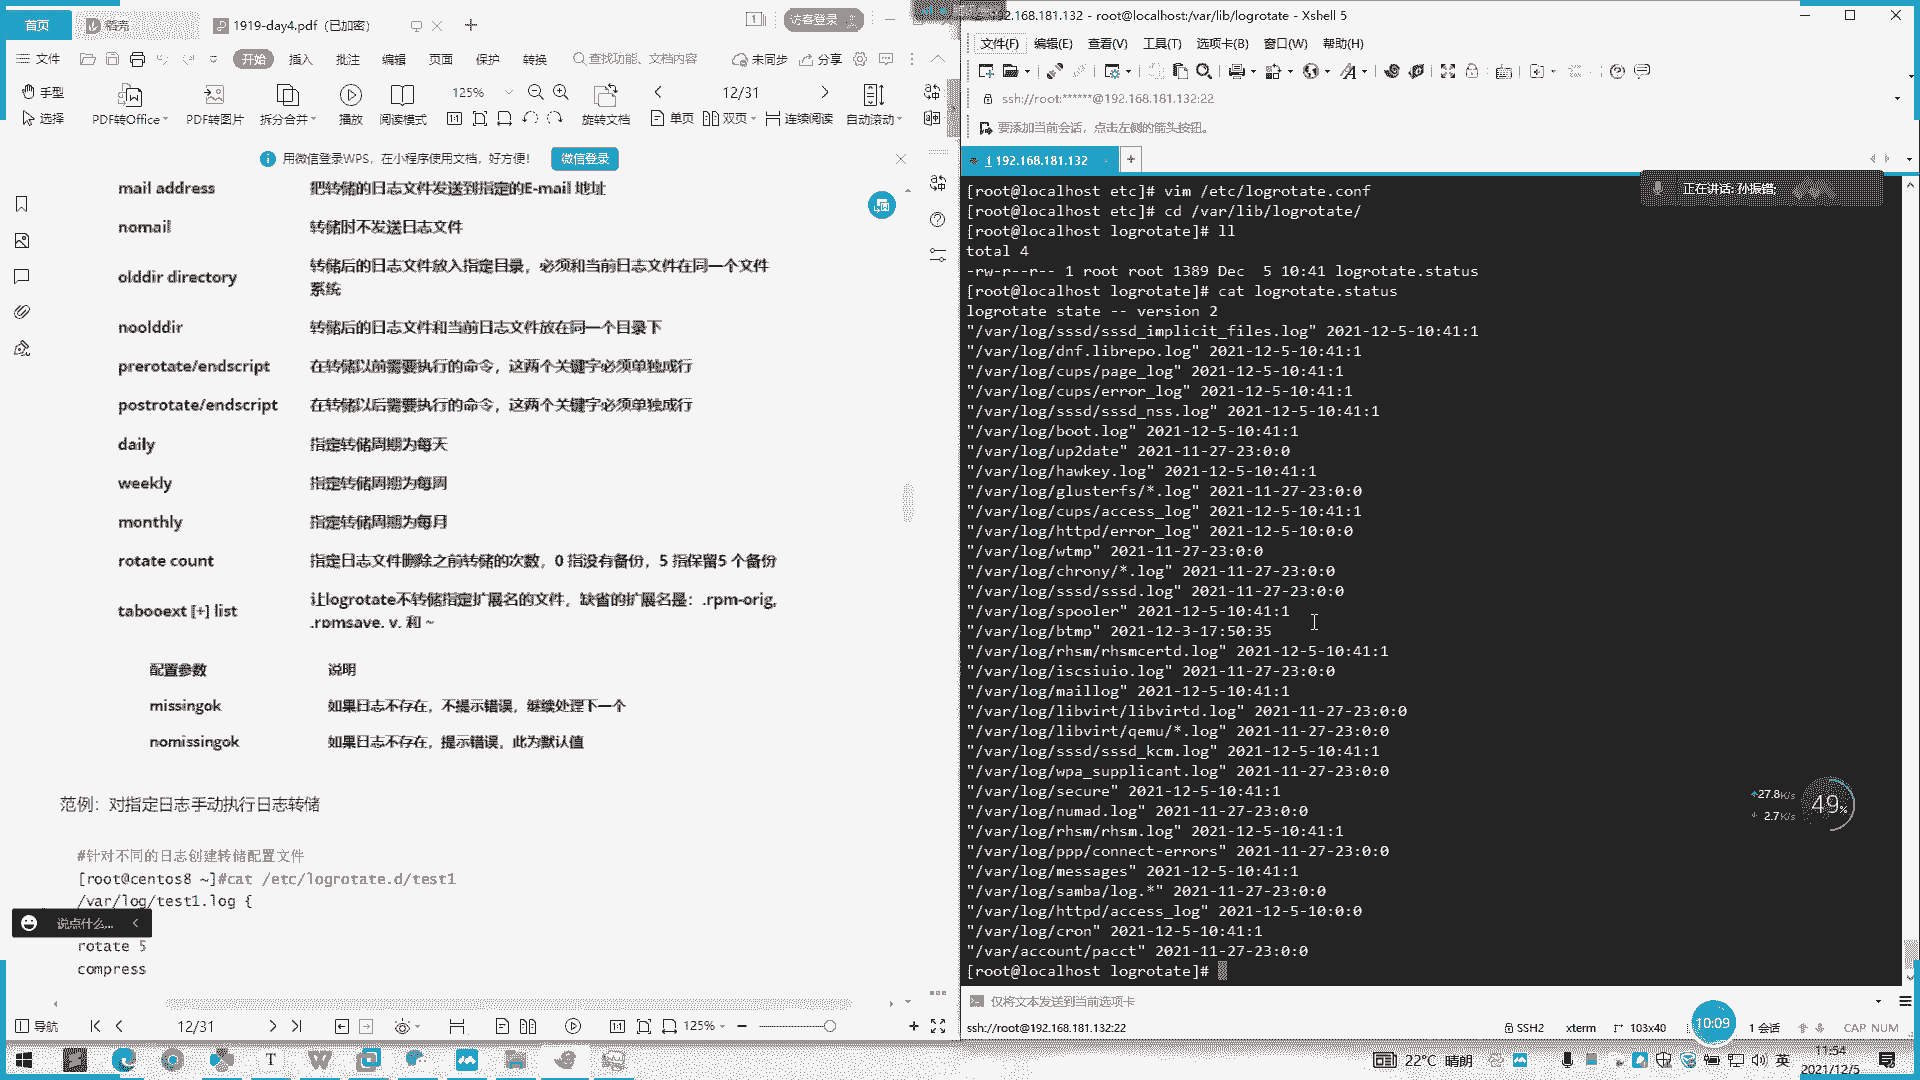 首页
稻壳
1919-day4.pdf (已加密)
访客登录
文件
开始
插入
批注
编辑
页面
保护
转换
查找功能、文档内容
未同步
分享
手型
选择
PDF转Office
PDF转图片
拆分合并
播放
阅读模式
125%
旋转文档
12/31
单页
双页
连续阅读
自动滚动
用微信登录WPS，在小程序使用文档，好方便!
微信登录
mail address 把转储的日志文件发送到指定的E-mail 地址
nomail 转储时不发送日志文件
olddir directory 转储后的日志文件放入指定目录，必须和当前日志文件在同一个文件
系统
noolddir 转储后的日志文件和当前日志文件放在同一个目录下
prerotate/endscript 在转储以前需要执行的命令，这两个关键字必须单独成行
postrotate/endscript 在转储以后需要执行的命令，这两个关键字必须单独成行
daily 指定转储周期为每天
weekly 指定转储周期为每周
monthly 指定转储周期为每月
rotate count 指定日志文件删除之前转储的次数，0 指没有备份，5 指保留5 个备份
tabooext [+] list 让logrotate不转储指定扩展名的文件，缺省的扩展名是：.rpm-orig,
.rpmsave, v, 和 ~
配置参数 说明
missingok 如果日志不存在，不提示错误，继续处理下一个
nomissingok 如果日志不存在，提示错误，此为默认值
范例：对指定日志手动执行日志转储
#针对不同的日志创建转储配置文件
[root@centos8 ~]#cat /etc/logrotate.d/test1
/var/log/test1.log {
说点什么...
rotate 5
compress
导航
12/31
125%
192.168.181.132 - root@localhost:/var/lib/logrotate - Xshell 5
文件(F) 编辑(E) 查看(V) 工具(T) 选项卡(B) 窗口(W) 帮助(H)
ssh://root:******@192.168.181.132:22
要添加当前会话，点击左侧的箭头按钮。
1 192.168.181.132
正在讲话: 孙振锴;
[root@localhost etc]# vim /etc/logrotate.conf
[root@localhost etc]# cd /var/lib/logrotate/
[root@localhost logrotate]# ll
total 4
-rw-r--r-- 1 root root 1389 Dec  5 10:41 logrotate.status
[root@localhost logrotate]# cat logrotate.status
logrotate state -- version 2
"/var/log/sssd/sssd_implicit_files.log" 2021-12-5-10:41:1
"/var/log/dnf.librepo.log" 2021-12-5-10:41:1
"/var/log/cups/page_log" 2021-12-5-10:41:1
"/var/log/cups/error_log" 2021-12-5-10:41:1
"/var/log/sssd/sssd_nss.log" 2021-12-5-10:41:1
"/var/log/boot.log" 2021-12-5-10:41:1
"/var/log/up2date" 2021-11-27-23:0:0
"/var/log/hawkey.log" 2021-12-5-10:41:1
"/var/log/glusterfs/*.log" 2021-11-27-23:0:0
"/var/log/cups/access_log" 2021-12-5-10:41:1
"/var/log/httpd/error_log" 2021-12-5-10:0:0
"/var/log/wtmp" 2021-11-27-23:0:0
"/var/log/chrony/*.log" 2021-11-27-23:0:0
"/var/log/sssd/sssd.log" 2021-11-27-23:0:0
"/var/log/spooler" 2021-12-5-10:41:1
"/var/log/btmp" 2021-12-3-17:50:35
"/var/log/rhsm/rhsmcertd.log" 2021-12-5-10:41:1
"/var/log/iscsiuio.log" 2021-11-27-23:0:0
"/var/log/maillog" 2021-12-5-10:41:1
"/var/log/libvirt/libvirtd.log" 2021-11-27-23:0:0
"/var/log/libvirt/qemu/*.log" 2021-11-27-23:0:0
"/var/log/sssd/sssd_kcm.log" 2021-12-5-10:41:1
"/var/log/wpa_supplicant.log" 2021-11-27-23:0:0
"/var/log/secure" 2021-12-5-10:41:1
"/var/log/numad.log" 2021-11-27-23:0:0
"/var/log/rhsm/rhsm.log" 2021-12-5-10:41:1
"/var/log/ppp/connect-errors" 2021-11-27-23:0:0
"/var/log/messages" 2021-12-5-10:41:1
"/var/log/samba/log.*" 2021-11-27-23:0:0
"/var/log/httpd/access_log" 2021-12-5-10:0:0
"/var/log/cron" 2021-12-5-10:41:1
"/var/account/pacct" 2021-11-27-23:0:0
[root@localhost logrotate]#
27.8K/s
2.7K/s
49%
仅将文本发送到当前选项卡
ssh://root@192.168.181.132:22
SSH2
xterm
103x40
10:09
1 会话
CAP NUM
22°C 晴朗
英
11:54
2021/12/5